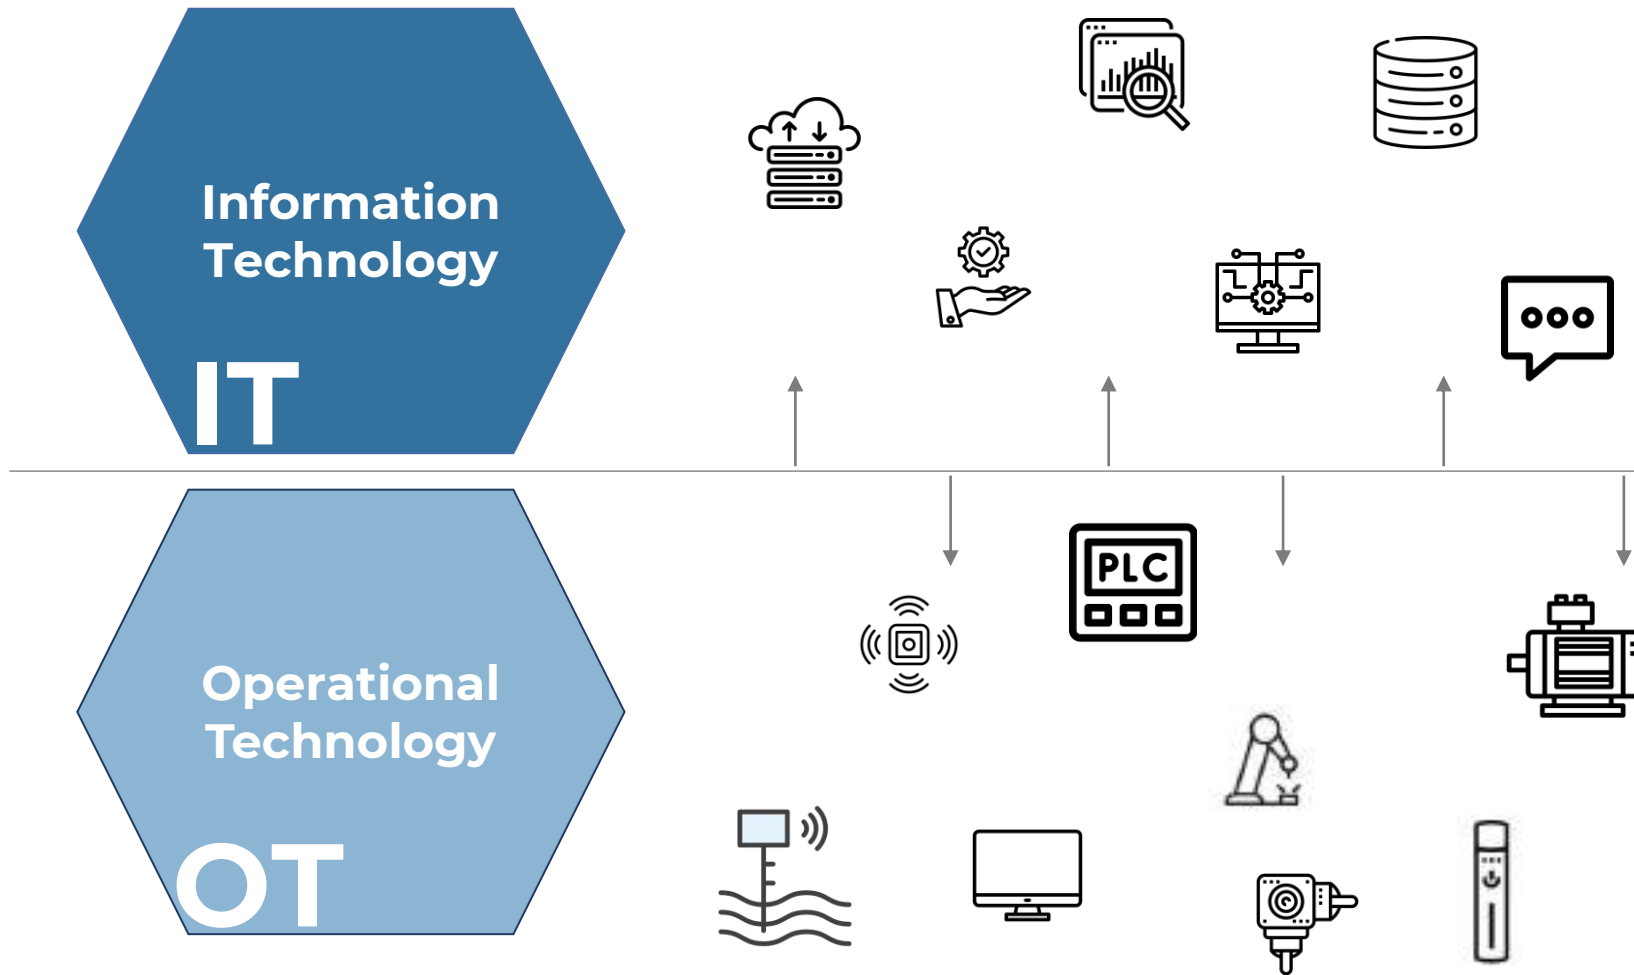 Information
Technology
IT
PLC
Operational
Technology
OT